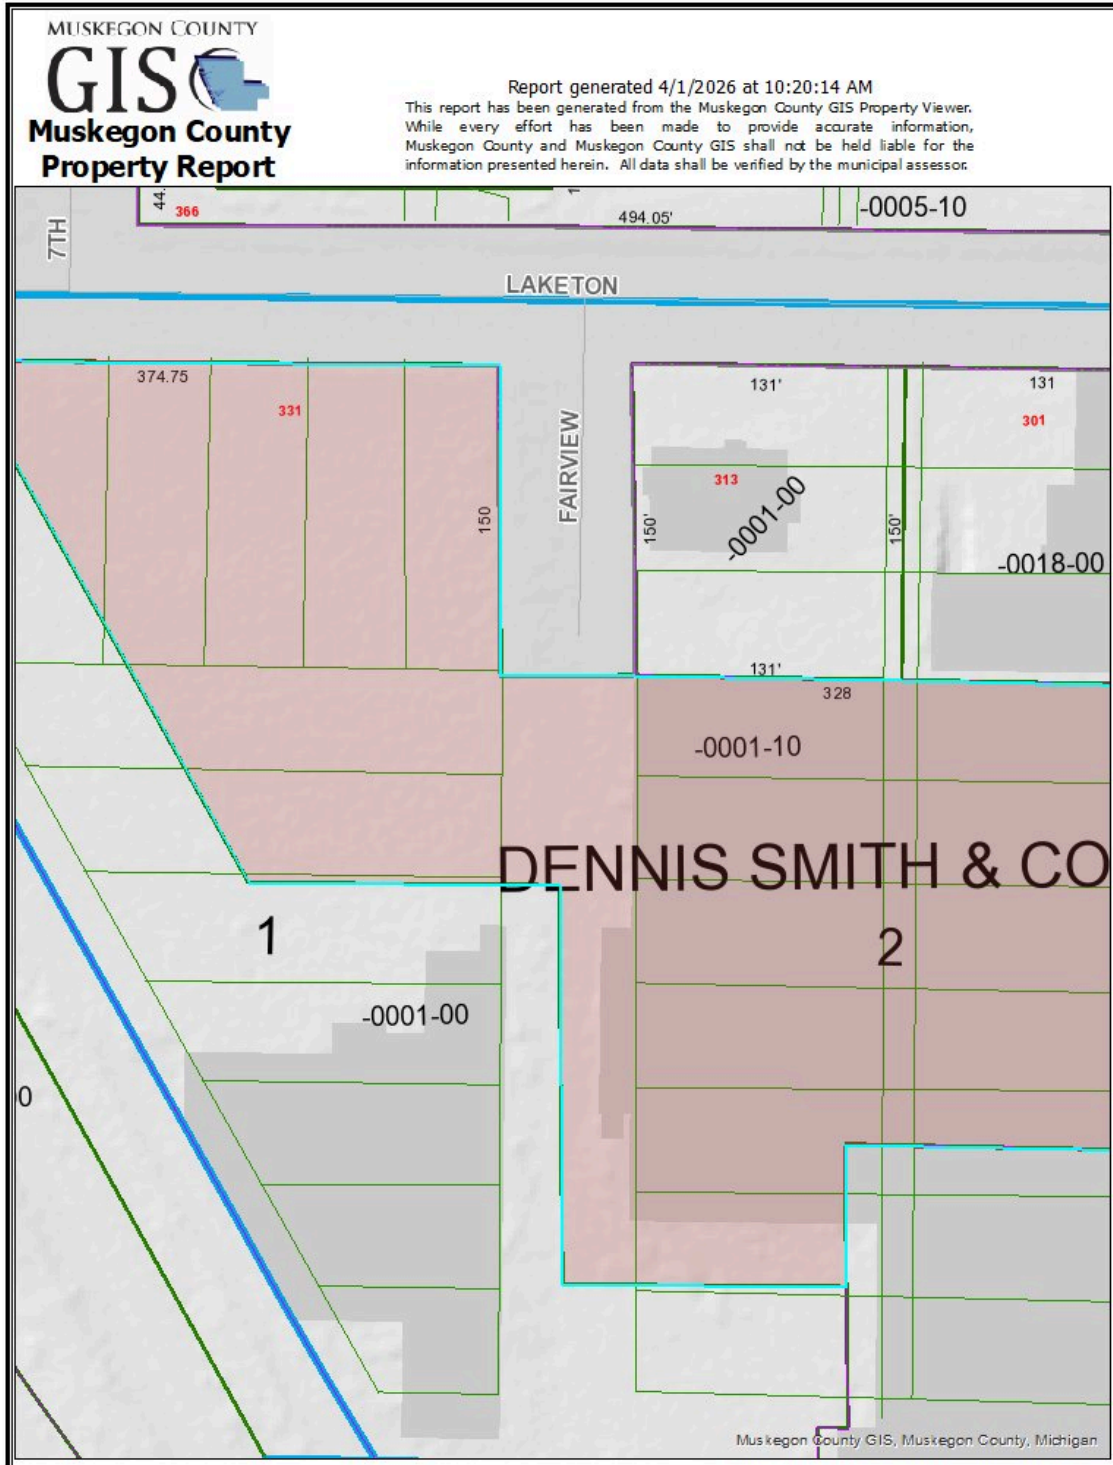 MUSKEGON COUNTY
GIS
Muskegon County
Property Report
Report generated 4/1/2026 at 10:20:14 AM
This report has been generated from the Muskegon County GIS Property Viewer.
While every effort has been made to provide accurate information,
Muskegon County and Muskegon County GIS shall not be held liable for the
information presented herein. All data shall be verified by the municipal assessor.
44.
366
494.05'
-0005-10
7TH
LAKETON
374.75
331
150
FAIRVIEW
131'
131
301
313
-0001-00
150'
150'
-0018-00
131'
328
-0001-10
DENNIS SMITH & CO
1
2
-0001-00
0
Muskegon County GIS, Muskegon County, Michigan